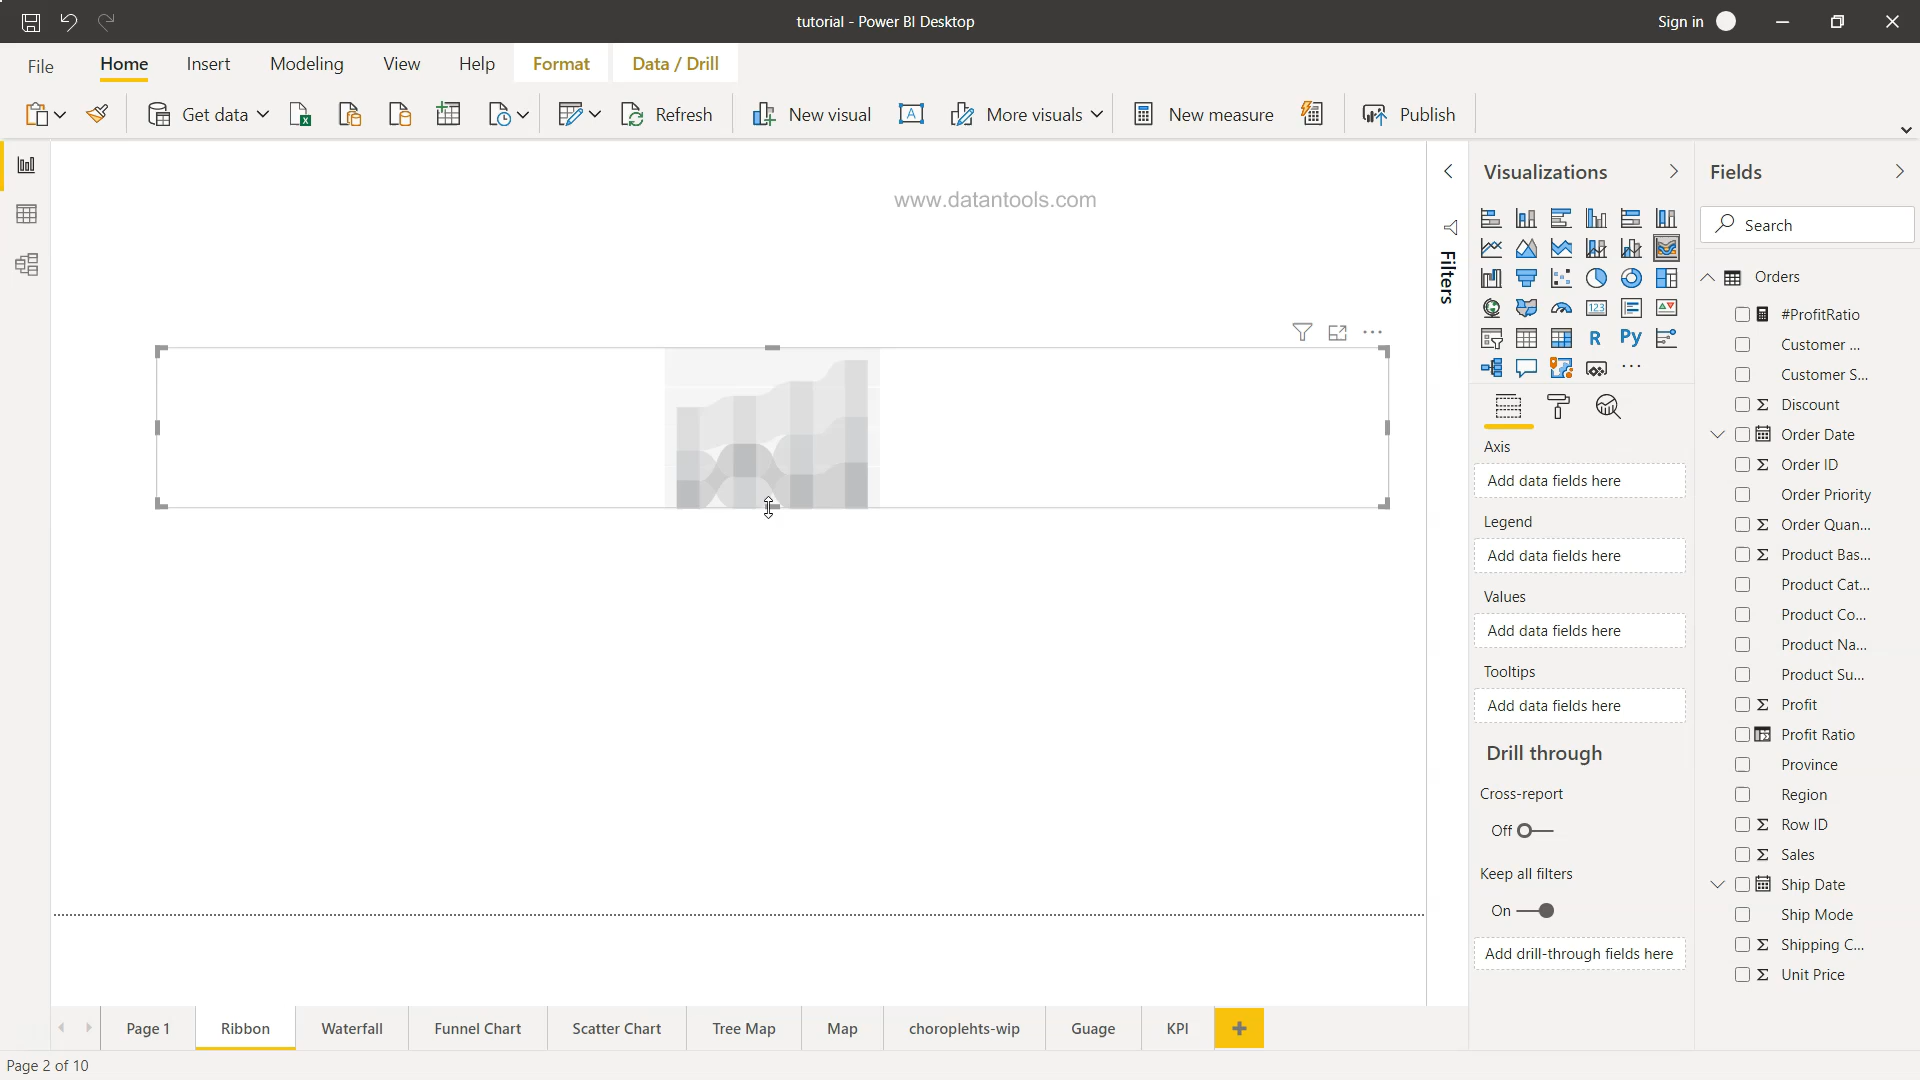 tutorial - Power BI Desktop
Sign in
File
Home
Insert
Modeling
View
Help
Format
Data / Drill
Get data
Refresh
New visual
More visuals
New measure
Publish
www.datantools.com
Filters
Visualizations
123
R
Py
Axis
Add data fields here
Legend
Add data fields here
Values
Add data fields here
Tooltips
Add data fields here
Drill through
Cross-report
Off
Keep all filters
On
Add drill-through fields here
Fields
Search
Orders
#ProfitRatio
Customer ...
Customer S...
Σ Discount
Order Date
Σ Order ID
Order Priority
Σ Order Quan...
Σ Product Bas...
Product Cat...
Product Co...
Product Na...
Product Su...
Σ Profit
Profit Ratio
Province
Region
Σ Row ID
Σ Sales
Ship Date
Ship Mode
Σ Shipping C...
Σ Unit Price
Page 1
Ribbon
Waterfall
Funnel Chart
Scatter Chart
Tree Map
Map
choroplehts-wip
Guage
KPI
+
Page 2 of 10